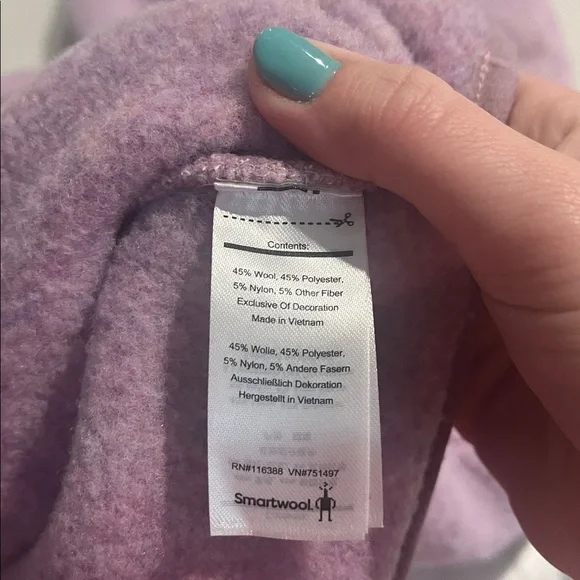 Contents:
45% Wool, 45% Polyester,
5% Nylon, 5% Other Fiber
Exclusive Of Decoration
Made in Vietnam
45% Wolle, 45% Polyester,
5% Nylon, 5% Andere Fasern
Ausschließlich Dekoration
Hergestellt in Vietnam
RN#116388 VN#751497
Smartwool